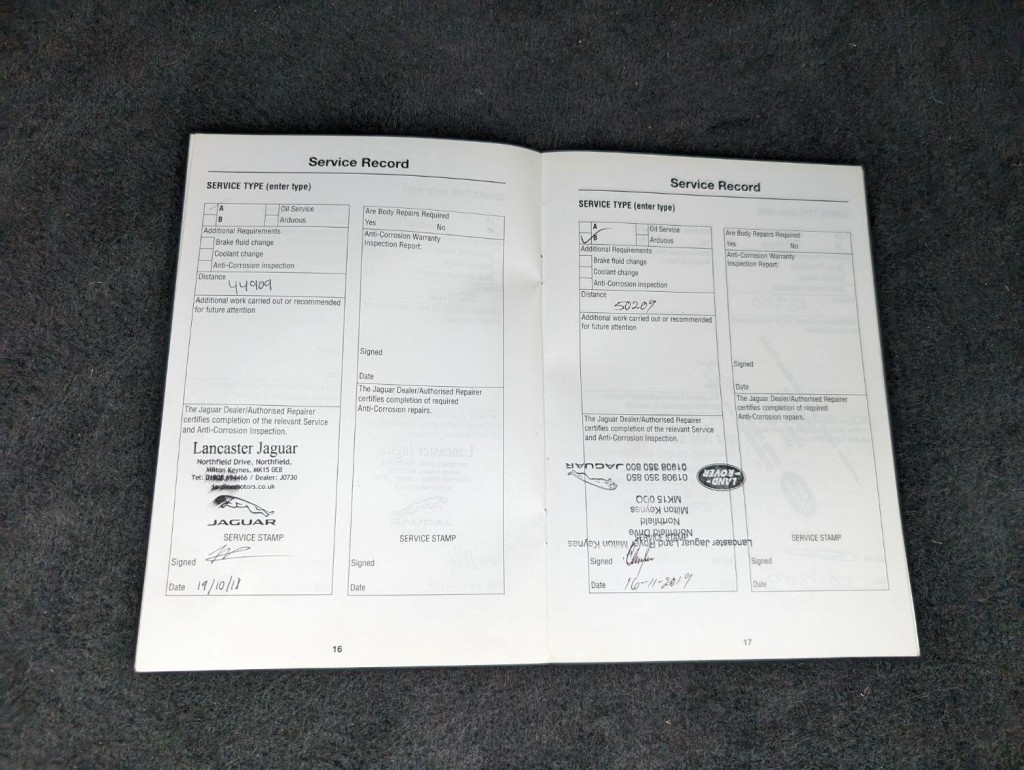 Service Record
SERVICE TYPE (enter type)
A Oil Service
B Arduous
Additional Requirements
Brake fluid change
Coolant change
Anti-Corrosion inspection
Distance
44909
Additional work carried out or recommended
for future attention
The Jaguar Dealer/Authorised Repairer
certifies completion of the relevant Service
and Anti-Corrosion Inspection.
Lancaster Jaguar
Northfield Drive, Northfield,
Milton Keynes, MK15 0EB
Tel: 01908 694466 / Dealer: J0730
JAGUAR
SERVICE STAMP
Signed
Date 19/10/18
Are Body Repairs Required
Yes No
Anti-Corrosion Warranty
Inspection Report:
Signed
Date
The Jaguar Dealer/Authorised Repairer
certifies completion of required
Anti-Corrosion repairs.
SERVICE STAMP
Signed
Date
16
Service Record
SERVICE TYPE (enter type)
A Oil Service
B Arduous
Additional Requirements
Brake fluid change
Coolant change
Anti-Corrosion inspection
Distance
50209
Additional work carried out or recommended
for future attention
The Jaguar Dealer/Authorised Repairer
certifies completion of the relevant Service
and Anti-Corrosion Inspection.
Lancaster Jaguar Land Rover Milton Keynes
Northfield Drive
Northfield
Milton Keynes
MK15 0DQ
01908 350 850
01908 350 800
LAND-
ROVER
JAGUAR
SERVICE STAMP
Signed
Date 16-11-2019
Are Body Repairs Required
Yes No
Anti-Corrosion Warranty
Inspection Report:
Signed
Date
The Jaguar Dealer/Authorised Repairer
certifies completion of required
Anti-Corrosion repairs.
SERVICE STAMP
Signed
Date
17